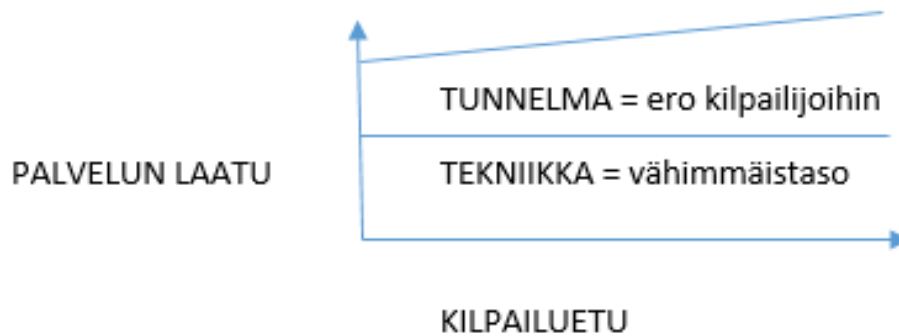 TUNNELMA = ero kilpailijoihin
PALVELUN LAATU
TEKNIIKKA = vähimmäistaso
KILPAILUETU